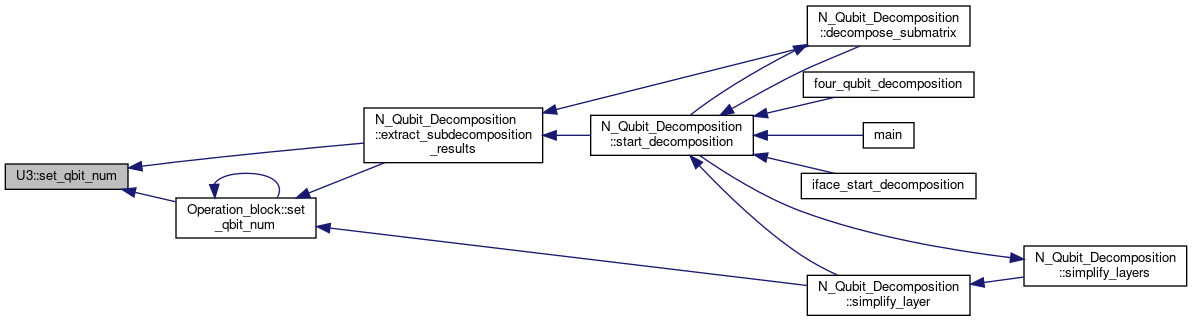 U3::set_qbit_num
Operation_block::set
_qbit_num
N_Qubit_Decomposition
::extract_subdecomposition
_results
N_Qubit_Decomposition
::start_decomposition
N_Qubit_Decomposition
::decompose_submatrix
four_qubit_decomposition
main
iface_start_decomposition
N_Qubit_Decomposition
::simplify_layer
N_Qubit_Decomposition
::simplify_layers